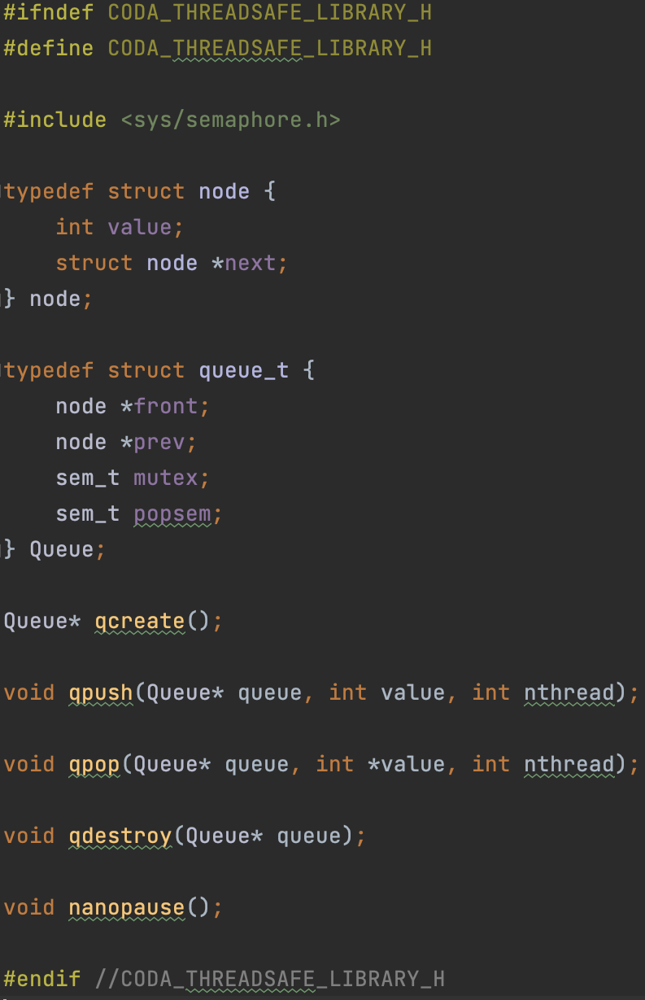 #ifndef CODA_THREADSAFE_LIBRARY_H
#define CODA_THREADSAFE_LIBRARY_H
#include <sys/semaphore.h>
typedef struct node {
    int value;
    struct node *next;
} node;
typedef struct queue_t {
    node *front;
    node *prev;
    sem_t mutex;
    sem_t popsem;
} Queue;
Queue* qcreate();
void qpush(Queue* queue, int value, int nthread);
void qpop(Queue* queue, int *value, int nthread);
void qdestroy(Queue* queue);
void nanopause();
#endif //CODA_THREADSAFE_LIBRARY_H